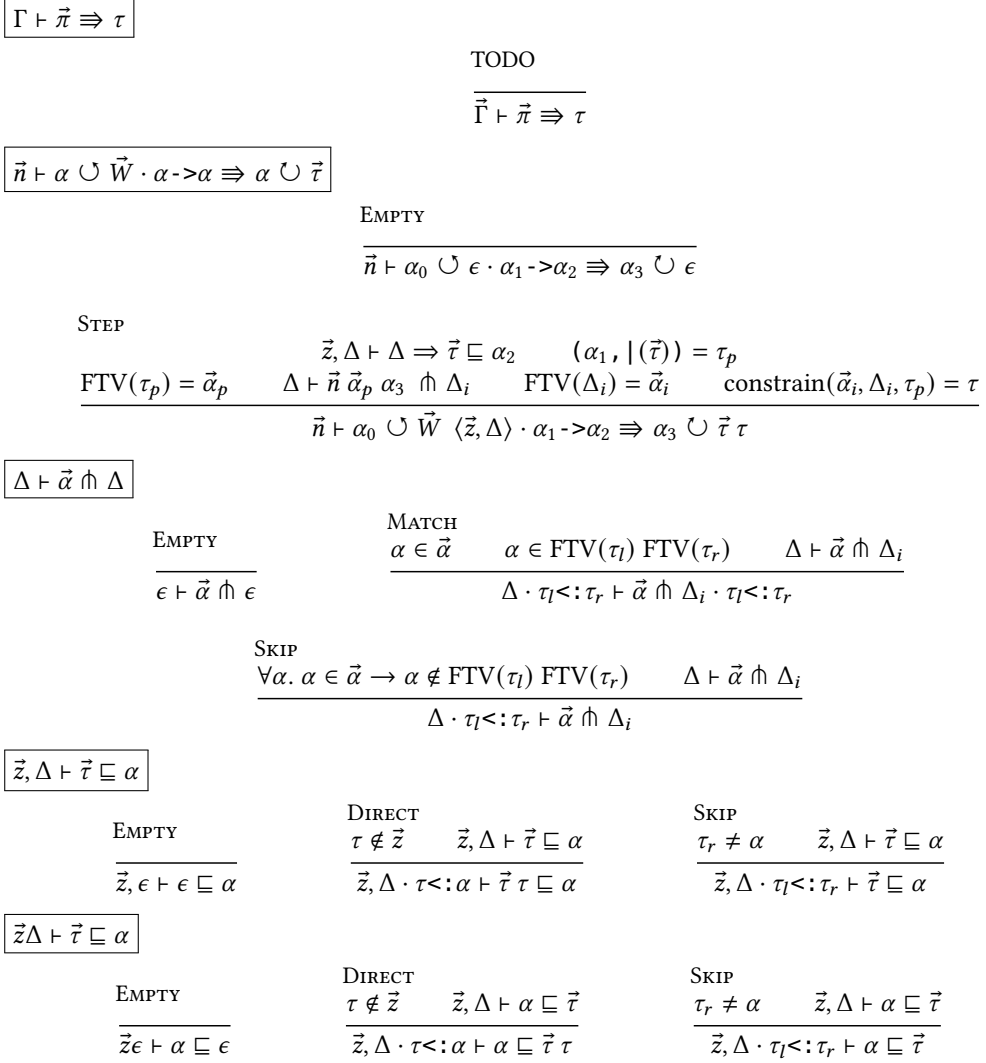 Γ ⊢ π⃗ ⇛ τ
TODO
Γ⃗ ⊢ π⃗ ⇛ τ
n⃗ ⊢ α ↺ W⃗ · α->α ⇛ α ↻ τ⃗
Empty
n⃗ ⊢ α₀ ↺ ϵ · α₁->α₂ ⇛ α₃ ↻ ϵ
Step
z⃗, Δ ⊢ Δ ⇒ τ⃗ ⊑ α₂ (α₁,|(τ⃗)) = τₚ
FTV(τₚ) = α⃗ₚ Δ ⊢ n⃗ α⃗ₚ α₃ ⫛ Δᵢ FTV(Δᵢ) = α⃗ᵢ constrain(α⃗ᵢ, Δᵢ, τₚ) = τ
n⃗ ⊢ α₀ ↺ W⃗ ⟨z⃗, Δ⟩ · α₁->α₂ ⇛ α₃ ↻ τ⃗ τ
Δ ⊢ α⃗ ⫛ Δ
Empty Match
α ∈ α⃗ α ∈ FTV(τₗ) FTV(τᵣ) Δ ⊢ α⃗ ⫛ Δᵢ
ϵ ⊢ α⃗ ⫛ ϵ Δ · τₗ<:τᵣ ⊢ α⃗ ⫛ Δᵢ · τₗ<:τᵣ
Skip
∀α. α ∈ α⃗ → α ∉ FTV(τₗ) FTV(τᵣ) Δ ⊢ α⃗ ⫛ Δᵢ
Δ · τₗ<:τᵣ ⊢ α⃗ ⫛ Δᵢ
z⃗, Δ ⊢ τ⃗ ⊑ α
Empty Direct Skip
τ ∉ z⃗ z⃗, Δ ⊢ τ⃗ ⊑ α τᵣ ≠ α z⃗, Δ ⊢ τ⃗ ⊑ α
z⃗, ϵ ⊢ ϵ ⊑ α z⃗, Δ · τ<:α ⊢ τ⃗ τ ⊑ α z⃗, Δ · τₗ<:τᵣ ⊢ τ⃗ ⊑ α
z⃗Δ ⊢ τ⃗ ⊑ α
Empty Direct Skip
τ ∉ z⃗ z⃗, Δ ⊢ α ⊑ τ⃗ τᵣ ≠ α z⃗, Δ ⊢ α ⊑ τ⃗
z⃗ϵ ⊢ α ⊑ ϵ z⃗, Δ · τ<:α ⊢ α ⊑ τ⃗ τ z⃗, Δ · τₗ<:τᵣ ⊢ α ⊑ τ⃗